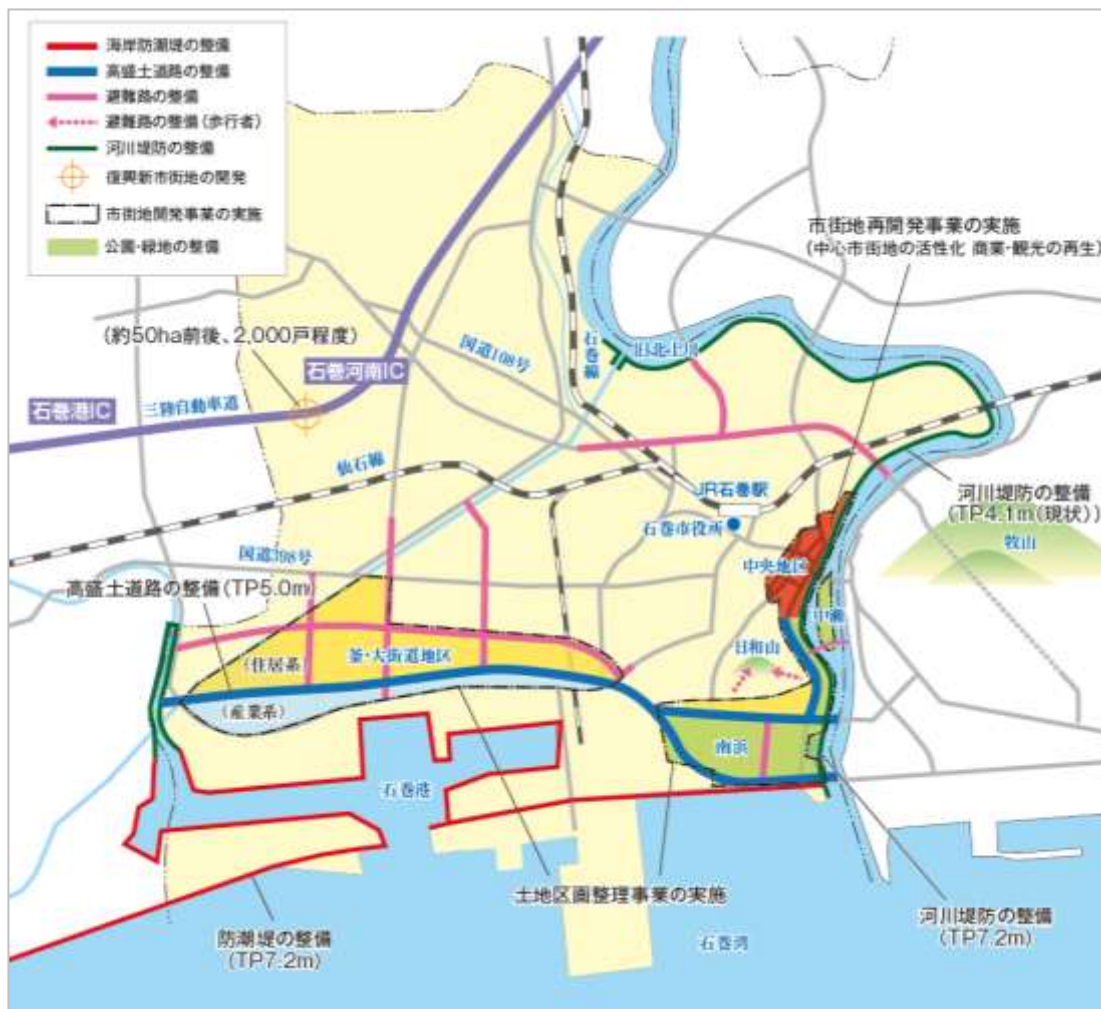 海岸防潮堤の整備
高盛土道路の整備
避難路の整備
避難路の整備(歩行者)
河川堤防の整備
復興新市街地の開発
市街地開発事業の実施
公園・緑地の整備
市街地再開発事業の実施
(中心市街地の活性化 商業・観光の再生)
(約50ha前後、2,000戸程度)
石巻河南IC
石巻港IC
三陸自動車道
国道108号
石巻線
旧北上川
仙石線
JR石巻駅
石巻市役所
河川堤防の整備
(TP4.1m(現状))
牧山
国道398号
高盛土道路の整備(TP5.0m)
中央地区
中瀬
日和山
(住居系)
釜・大街道地区
(産業系)
南浜
石巻港
土地区画整理事業の実施
防潮堤の整備
(TP7.2m)
石巻湾
河川堤防の整備
(TP7.2m)